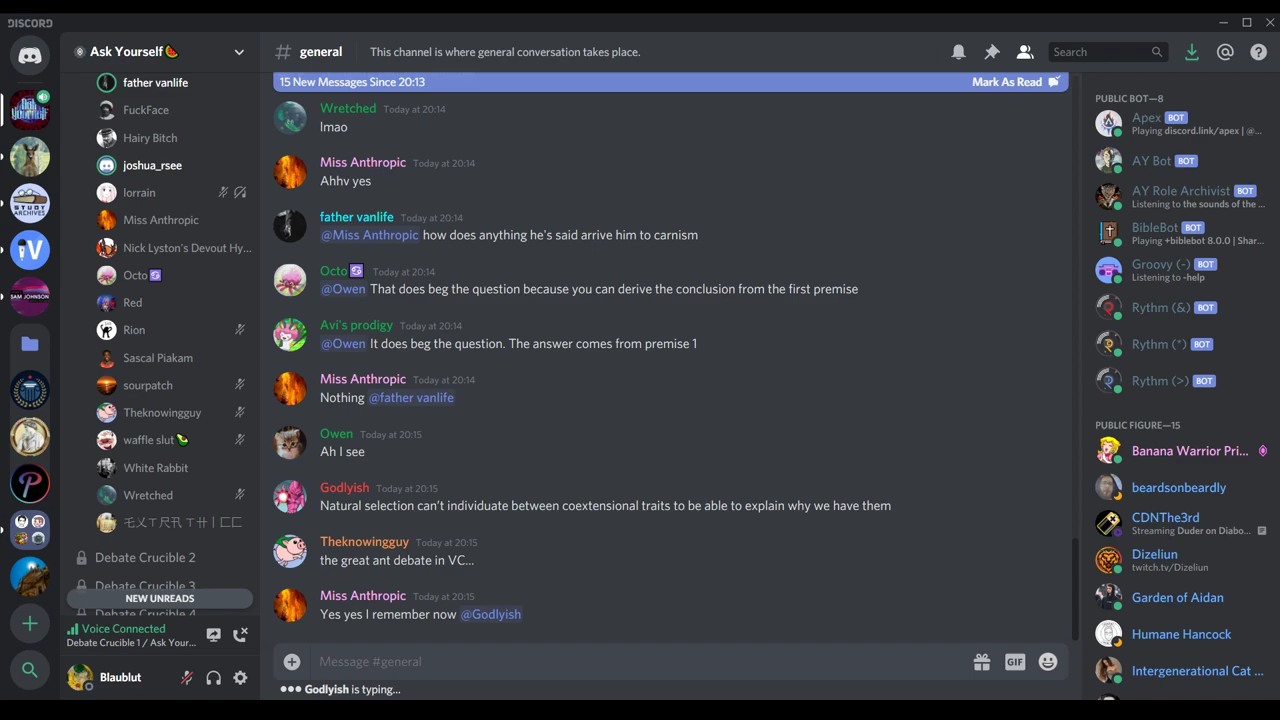 DISCORD
Ask Yourself🍉
# general
This channel is where general conversation takes place.
Search
father vanlife
FuckFace
Hairy Bitch
joshua_rsee
lorrain
Miss Anthropic
Nick Lyston's Devout Hy...
Octo
Red
Rion
Sascal Piakam
sourpatch
Theknowingguy
waffle slut🥑
White Rabbit
Wretched
Debate Crucible 2
Debate Crucible 3
Debate Crucible 4
NEW UNREADS
Voice Connected
Debate Crucible 1 / Ask Your...
Blaublut
STUDY
ARCHIVES
V
SAM JOHNSON
15 New Messages Since 20:13
Mark As Read
Wretched Today at 20:14
lmao
Miss Anthropic Today at 20:14
Ahhv yes
father vanlife Today at 20:14
@Miss Anthropic how does anything he's said arrive him to carnism
Octo Today at 20:14
@Owen That does beg the question because you can derive the conclusion from the first premise
Avi's prodigy Today at 20:14
@Owen It does beg the question. The answer comes from premise 1
Miss Anthropic Today at 20:14
Nothing @father vanlife
Owen Today at 20:15
Ah I see
Godlyish Today at 20:15
Natural selection can't individuate between coextensional traits to be able to explain why we have them
Theknowingguy Today at 20:15
the great ant debate in VC...
Miss Anthropic Today at 20:15
Yes yes I remember now @Godlyish
Message #general
GIF
Godlyish is typing...
PUBLIC BOT—8
Apex BOT
Playing discord.link/apex | @...
AY Bot BOT
AY Role Archivist BOT
Listening to the sounds of the ...
BibleBot BOT
Playing +biblebot 8.0.0 | Shar...
Groovy (-) BOT
Listening to -help
Rythm (&) BOT
Rythm (*) BOT
Rythm (>) BOT
PUBLIC FIGURE—15
Banana Warrior Pri...
beardsonbeardly
CDNThe3rd
Streaming Duder on Diabo...
Dizeliun
twitch.tv/Dizeliun
Garden of Aidan
Humane Hancock
Intergenerational Cat ...